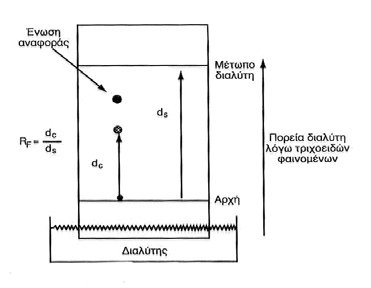 Ένωση
αναφοράς
Μέτωπο
διαλύτη
d_s
R_F = d_c / d_s
d_c
Πορεία διαλύτη
λόγω τριχοειδών
φαινομένων
Αρχή
Διαλύτης